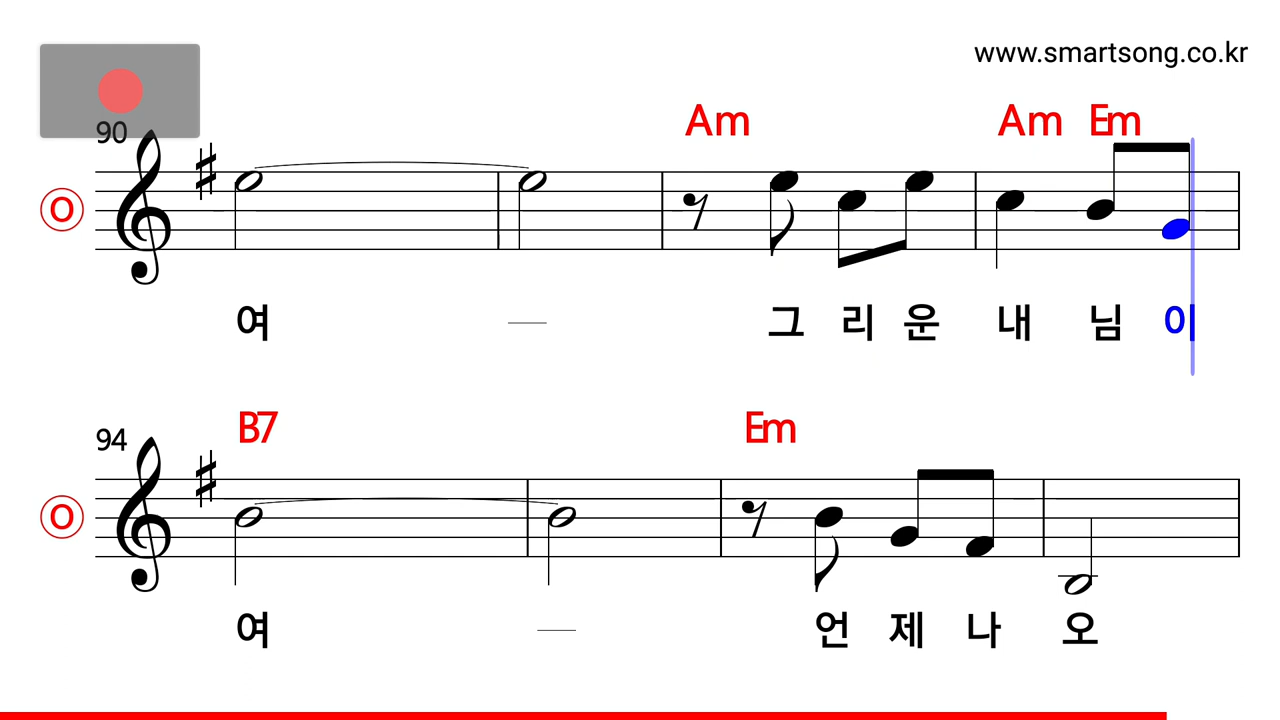 www.smartsong.co.kr
Am Am Em
90
O
여 그 리 운 내 님 이
B7 Em
94
O
여 언 제 나 오